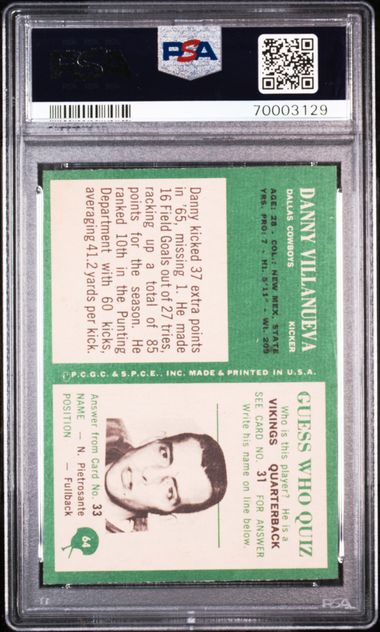 PSA
PSA
70003129
DANNY VILLANUEVA
DALLAS COWBOYS KICKER
AGE: 28 - COL.: NEW MEX. STATE
YRS. PRO: 7 - HT. 5'11" - WT. 209
Danny kicked 37 extra points
in '65, missing 1. He made
16 Field Goals out of 27 tries,
racking up a total of 85
points for the season. He
ranked 10th in the Punting
Department with 60 kicks,
averaging 41.2 yards per kick.
©P.C.G.C. & S.P.C.E., INC. MADE & PRINTED IN U.S.A.
GUESS WHO QUIZ
Who is this player? He is a
VIKINGS QUARTERBACK
SEE CARD NO. 31 FOR ANSWER
Write his name on line below.
Answer from Card No. 33
NAME — N. Pietrosante
POSITION — Fullback
64
PSA